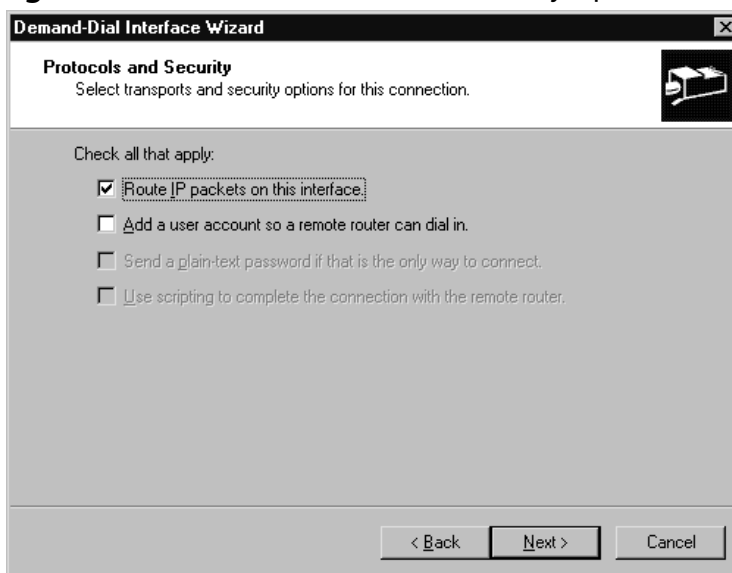 Demand-Dial Interface Wizard
Protocols and Security
Select transports and security options for this connection.
Check all that apply:
Route IP packets on this interface.
Add a user account so a remote router can dial in.
Send a plain-text password if that is the only way to connect.
Use scripting to complete the connection with the remote router.
< Back Next > Cancel